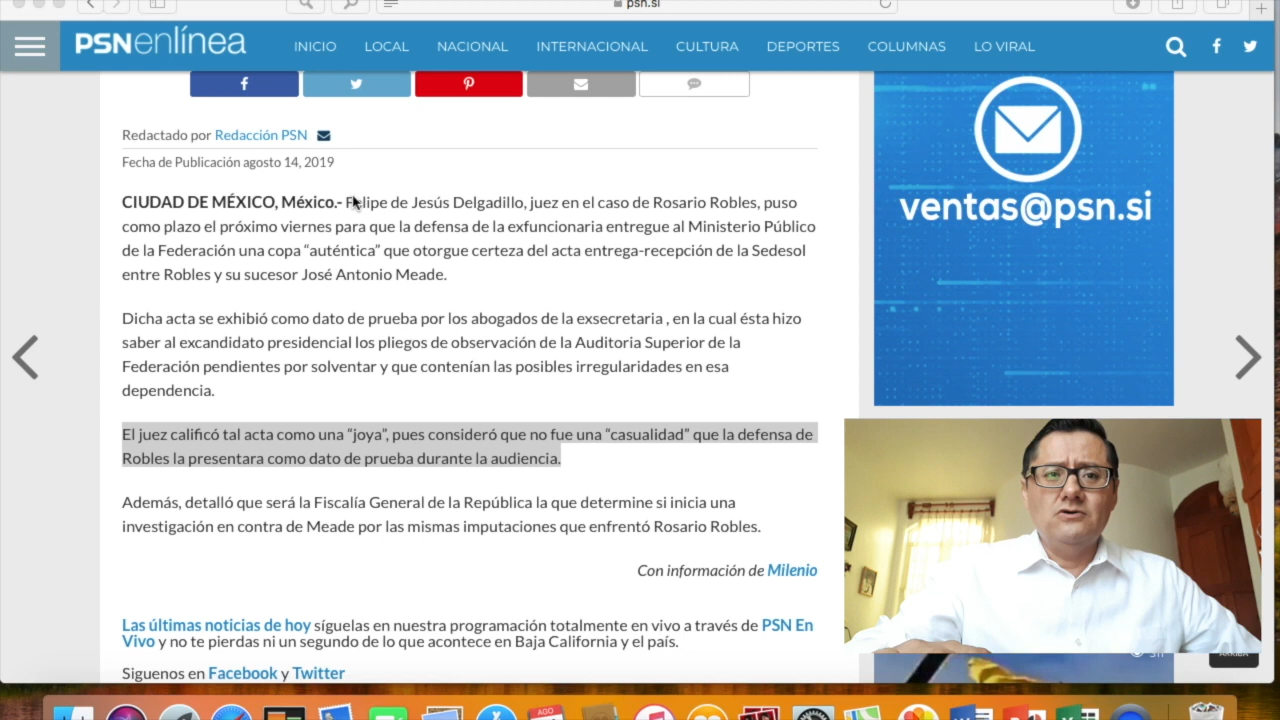 psn.si
PSNenlínea
INICIO LOCAL NACIONAL INTERNACIONAL CULTURA DEPORTES COLUMNAS LO VIRAL
Redactado por Redacción PSN
Fecha de Publicación agosto 14, 2019
CIUDAD DE MÉXICO, México.- Felipe de Jesús Delgadillo, juez en el caso de Rosario Robles, puso
como plazo el próximo viernes para que la defensa de la exfuncionaria entregue al Ministerio Público
de la Federación una copa “auténtica” que otorgue certeza del acta entrega-recepción de la Sedesol
entre Robles y su sucesor José Antonio Meade.
Dicha acta se exhibió como dato de prueba por los abogados de la exsecretaria , en la cual ésta hizo
saber al excandidato presidencial los pliegos de observación de la Auditoria Superior de la
Federación pendientes por solventar y que contenían las posibles irregularidades en esa
dependencia.
El juez calificó tal acta como una “joya”, pues consideró que no fue una “casualidad” que la defensa de
Robles la presentara como dato de prueba durante la audiencia.
Además, detalló que será la Fiscalía General de la República la que determine si inicia una
investigación en contra de Meade por las mismas imputaciones que enfrentó Rosario Robles.
Con información de Milenio
Las últimas noticias de hoy síguelas en nuestra programación totalmente en vivo a través de PSN En
Vivo y no te pierdas ni un segundo de lo que acontece en Baja California y el país.
Siguenos en Facebook y Twitter
ventas@psn.si
AGO